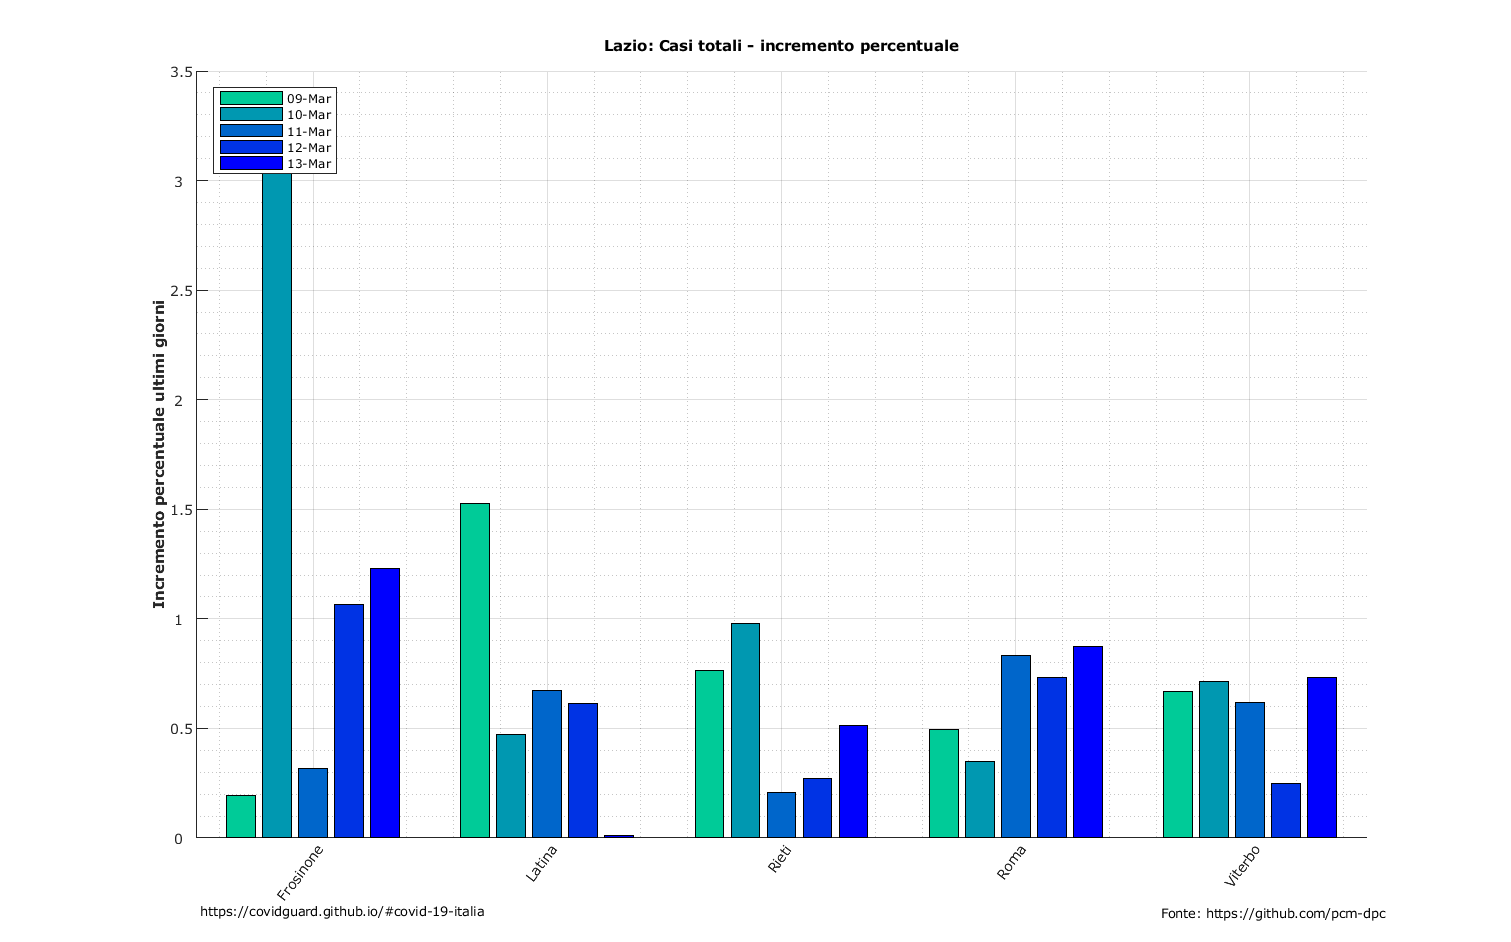 Lazio: Casi totali - incremento percentuale
3.5
3
2.5
2
1.5
1
0.5
0
Incremento percentuale ultimi giorni
09-Mar
10-Mar
11-Mar
12-Mar
13-Mar
Frosinone
Latina
Rieti
Roma
Viterbo
https://covidguard.github.io/#covid-19-italia
Fonte: https://github.com/pcm-dpc